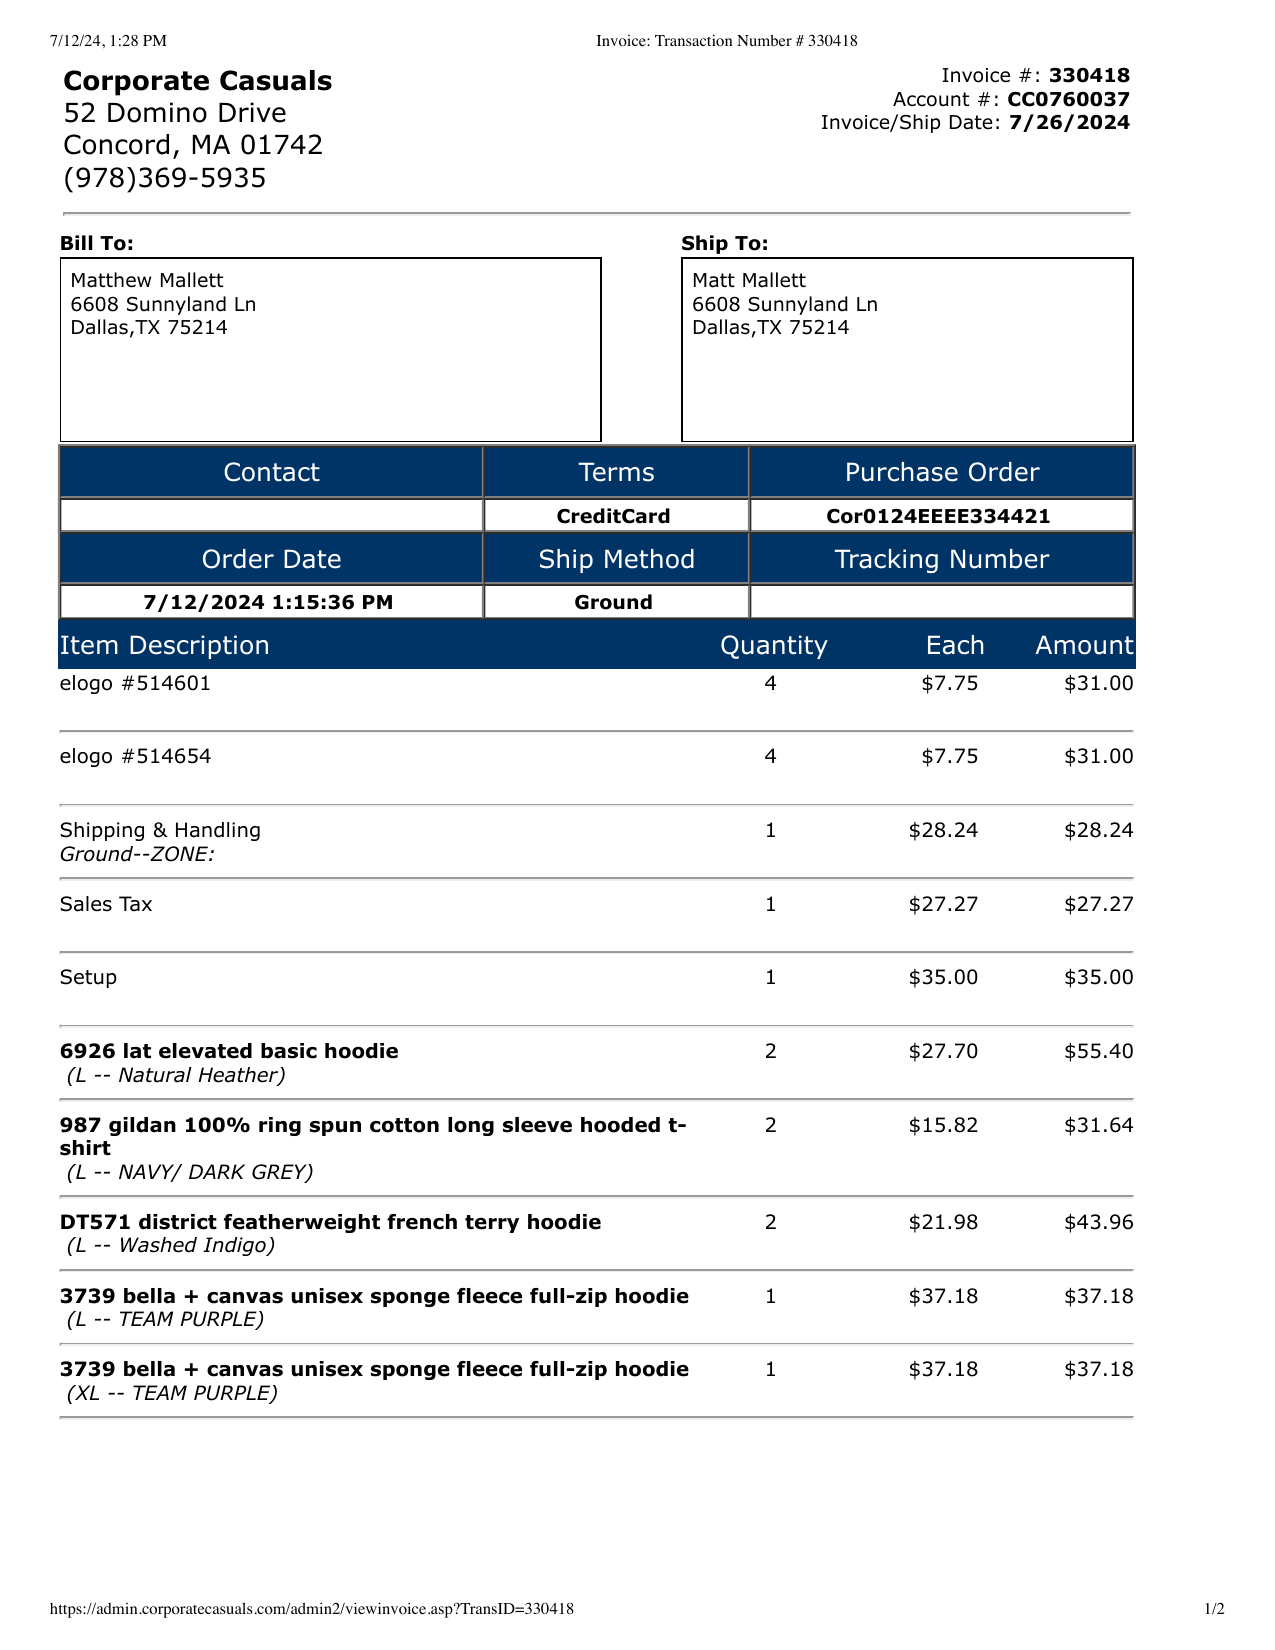 7/12/24, 1:28 PM Invoice: Transaction Number # 330418
Corporate Casuals
52 Domino Drive
Concord, MA 01742
(978)369-5935
Invoice #: 330418
Account #: CC0760037
Invoice/Ship Date: 7/26/2024
Bill To:
Matthew Mallett
6608 Sunnyland Ln
Dallas,TX 75214
Ship To:
Matt Mallett
6608 Sunnyland Ln
Dallas,TX 75214
Contact Terms Purchase Order
CreditCard Cor0124EEEE334421
Order Date Ship Method Tracking Number
7/12/2024 1:15:36 PM Ground
Item Description Quantity Each Amount
elogo #514601 4 $7.75 $31.00
elogo #514654 4 $7.75 $31.00
Shipping & Handling 1 $28.24 $28.24
Ground--ZONE:
Sales Tax 1 $27.27 $27.27
Setup 1 $35.00 $35.00
6926 lat elevated basic hoodie 2 $27.70 $55.40
(L -- Natural Heather)
987 gildan 100% ring spun cotton long sleeve hooded t- 2 $15.82 $31.64
shirt
(L -- NAVY/ DARK GREY)
DT571 district featherweight french terry hoodie 2 $21.98 $43.96
(L -- Washed Indigo)
3739 bella + canvas unisex sponge fleece full-zip hoodie 1 $37.18 $37.18
(L -- TEAM PURPLE)
3739 bella + canvas unisex sponge fleece full-zip hoodie 1 $37.18 $37.18
(XL -- TEAM PURPLE)
https://admin.corporatecasuals.com/admin2/viewinvoice.asp?TransID=330418 1/2